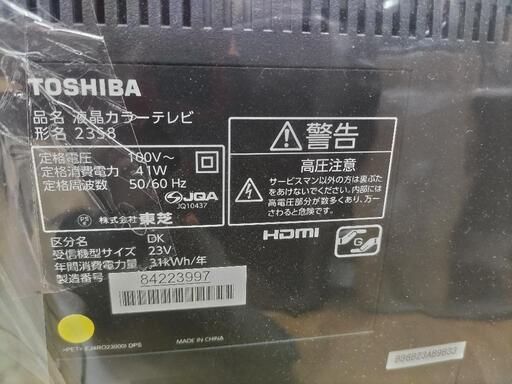 TOSHIBA
品名 液晶カラーテレビ
形名 23S8
定格電圧 100V～
定格消費電力 41W
定格周波数 50/60 Hz
JQA
JQ10437
PS E 株式会社 東芝
警告
高圧注意
サービスマン以外の方は裏ぶた
をあけないでください。内部には
高電圧部分が数多くあり、万一
さわると危険です。
HDMI
G
区分名 DK
受信機型サイズ 23V
年間消費電力量 31kWh/年
製造番号
84223997
MADE IN CHINA